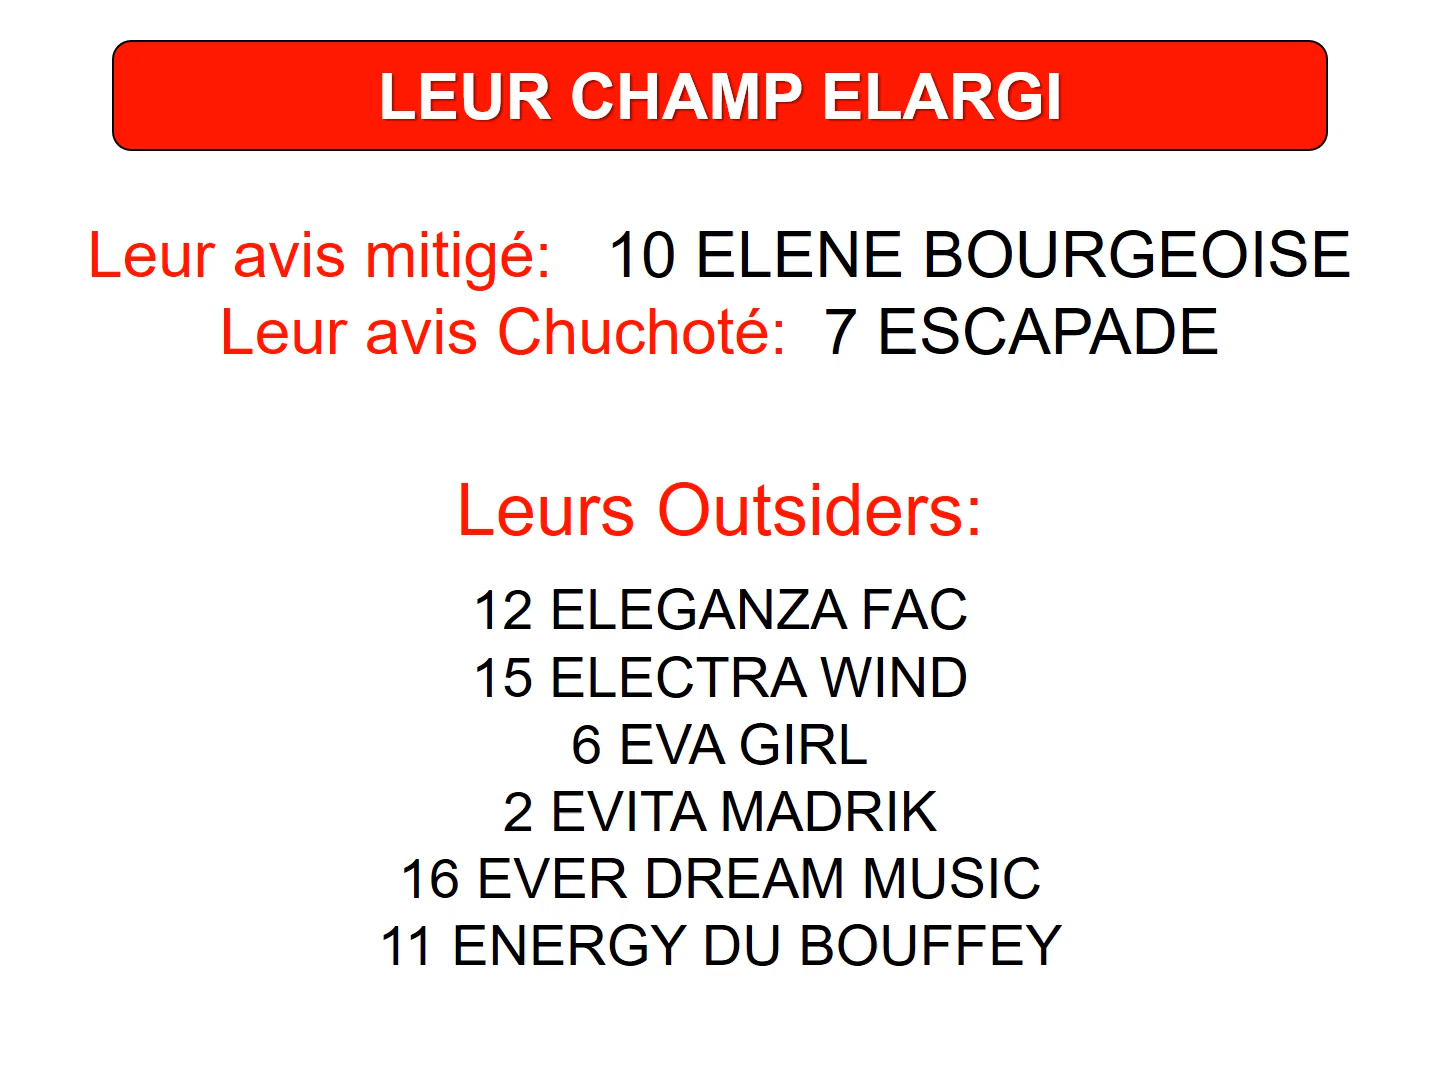 LEUR CHAMP ELARGI
Leur avis mitigé: 10 ELENE BOURGEOISE
Leur avis Chuchoté: 7 ESCAPADE
Leurs Outsiders:
12 ELEGANZA FAC
15 ELECTRA WIND
6 EVA GIRL
2 EVITA MADRIK
16 EVER DREAM MUSIC
11 ENERGY DU BOUFFEY